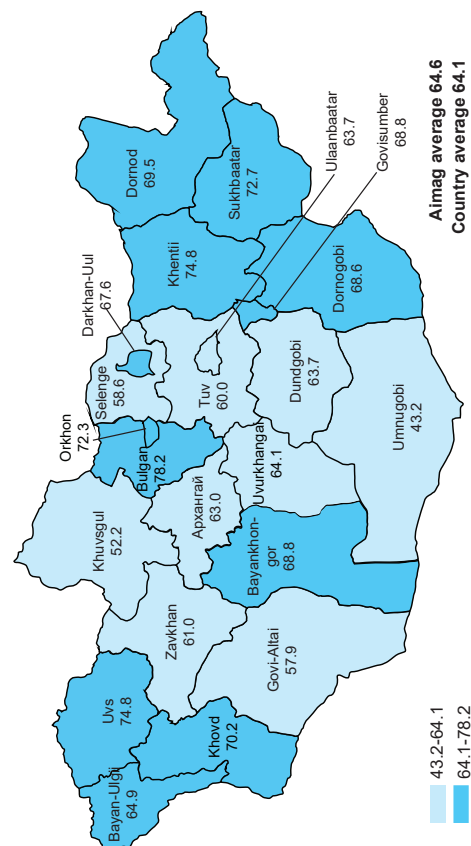 Bayan-Ulgii
64.9
Uvs
74.8
Khovd
70.2
Zavkhan
61.0
Govi-Altai
57.9
Khuvsgul
52.2
Архангай
63.0
Bayankhon-
gor
68.8
Orkhon
72.3
Bulgan
78.2
Uvurkhangai
64.1
Selenge
58.6
Darkhan-Uul
67.6
Tuv
60.0
Dundgobi
63.7
Umnugobi
43.2
Khentii
74.8
Dornod
69.5
Sukhbaatar
72.7
Dornogobi
68.6
Ulaanbaatar
63.7
Govisumber
68.8
Aimag average 64.6
Country average 64.1
43.2-64.1
64.1-78.2